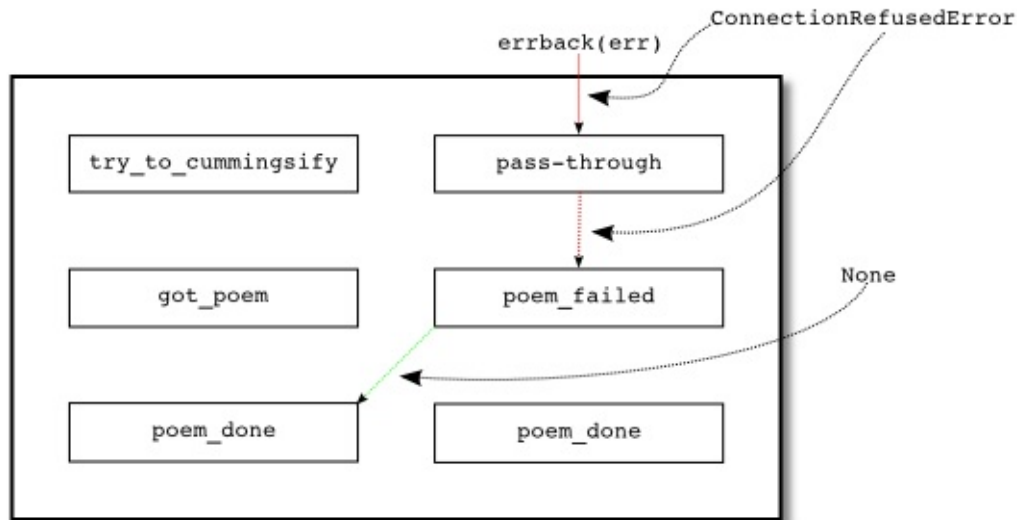 ConnectionRefusedError
errback(err)
try_to_cummingsify
pass-through
None
got_poem
poem_failed
poem_done
poem_done